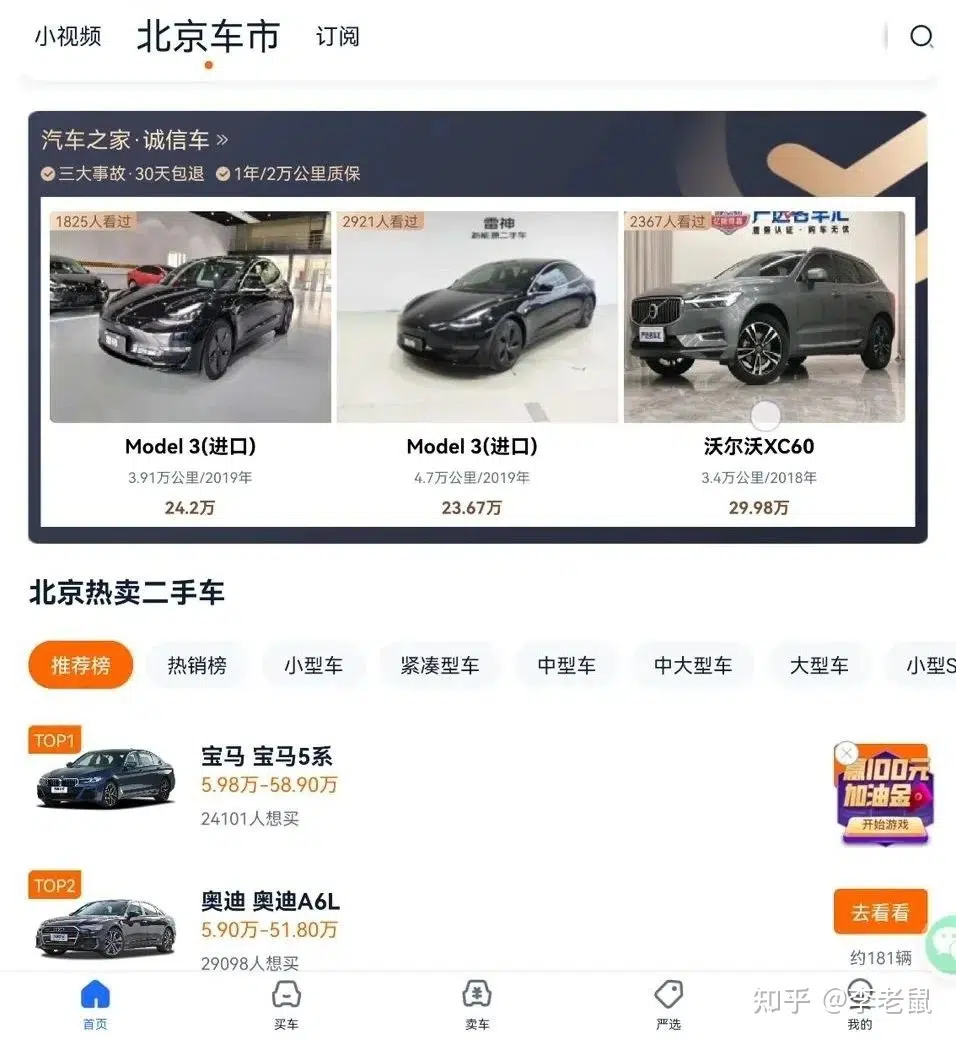 小视频 北京车市 订阅
汽车之家·诚信车
三大事故·30天包退 1年/2万公里质保
1825人看过 2921人看过 2367人看过
雷神
新能源二手车
Model 3(进口) Model 3(进口) 沃尔沃XC60
3.91万公里/2019年 4.7万公里/2019年 3.4万公里/2018年
24.2万 23.67万 29.98万
北京热卖二手车
推荐榜 热销榜 小型车 紧凑型车 中型车 中大型车 大型车 小型S
TOP1
宝马 宝马5系
5.98万-58.90万
24101人想买
赢100元
加油金
开始游戏
TOP2
奥迪 奥迪A6L
5.90万-51.80万
29098人想买
去看看
约181辆
首页 买车 卖车 严选 我的
知乎 @李老鼠